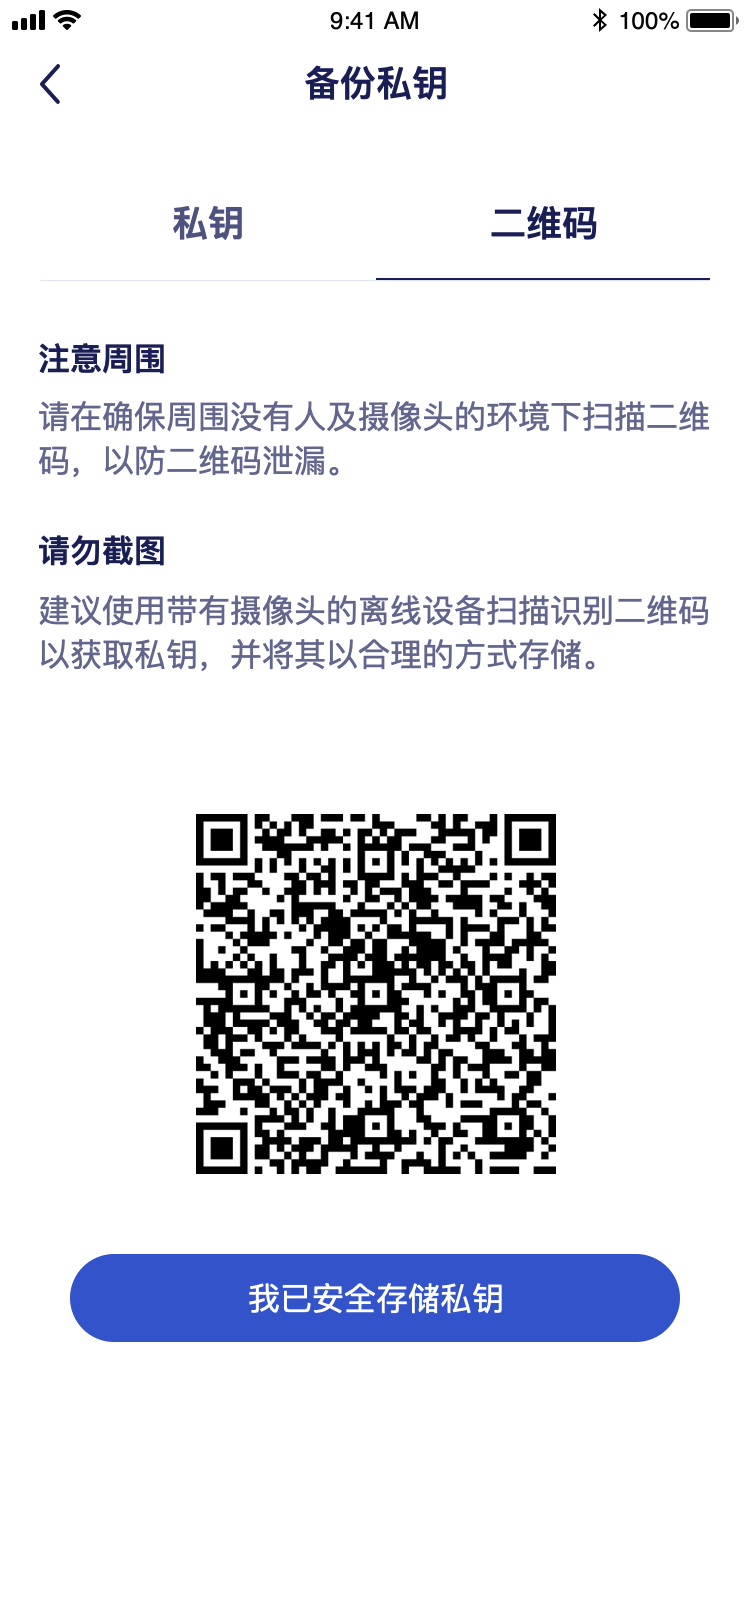 9:41 AM
100%
备份私钥
私钥
二维码
注意周围
请在确保周围没有人及摄像头的环境下扫描二维
码，以防二维码泄漏。
请勿截图
建议使用带有摄像头的离线设备扫描识别二维码
以获取私钥，并将其以合理的方式存储。
我已安全存储私钥